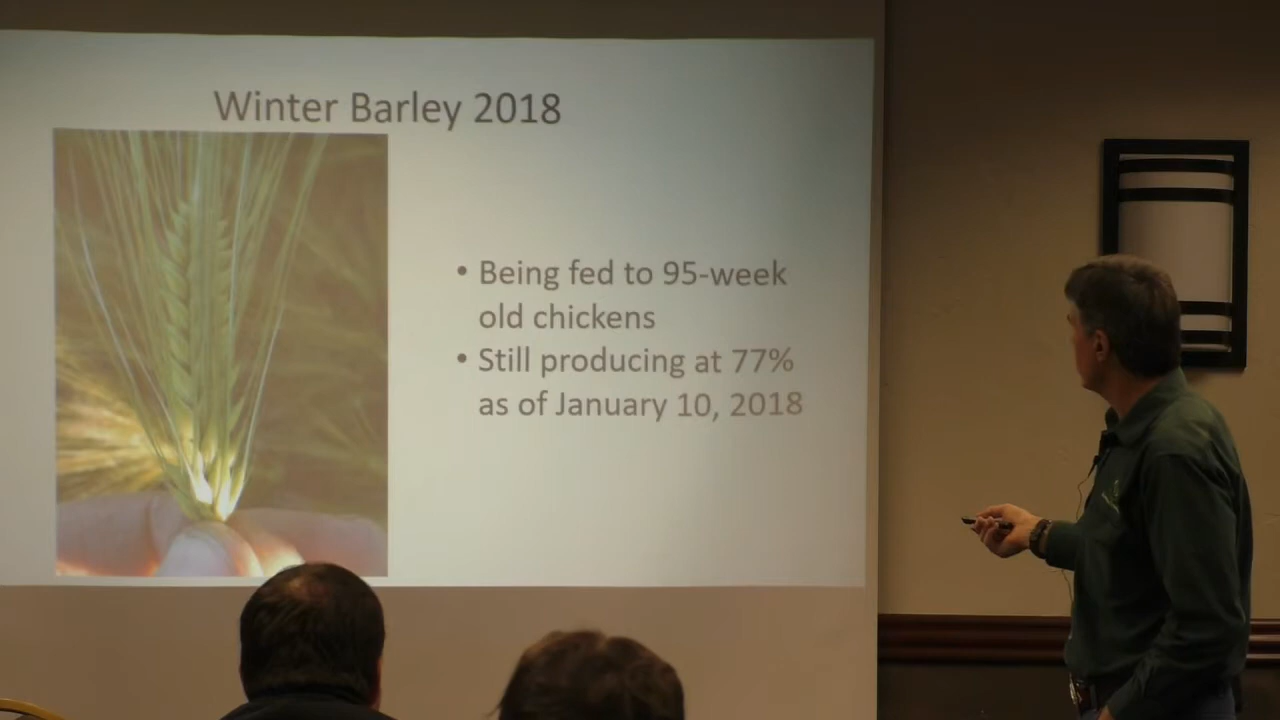 Winter Barley 2018
• Being fed to 95-week
old chickens
• Still producing at 77%
as of January 10, 2018